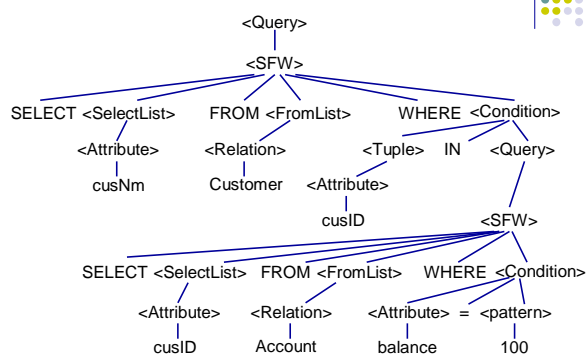 <Query>
<SFW>
SELECT <SelectList> FROM <FromList> WHERE <Condition>
<Attribute> <Relation> <Tuple> IN <Query>
cusNm Customer <Attribute>
cusID
<SFW>
SELECT <SelectList> FROM <FromList> WHERE <Condition>
<Attribute> <Relation> <Attribute> = <pattern>
cusID Account balance 100